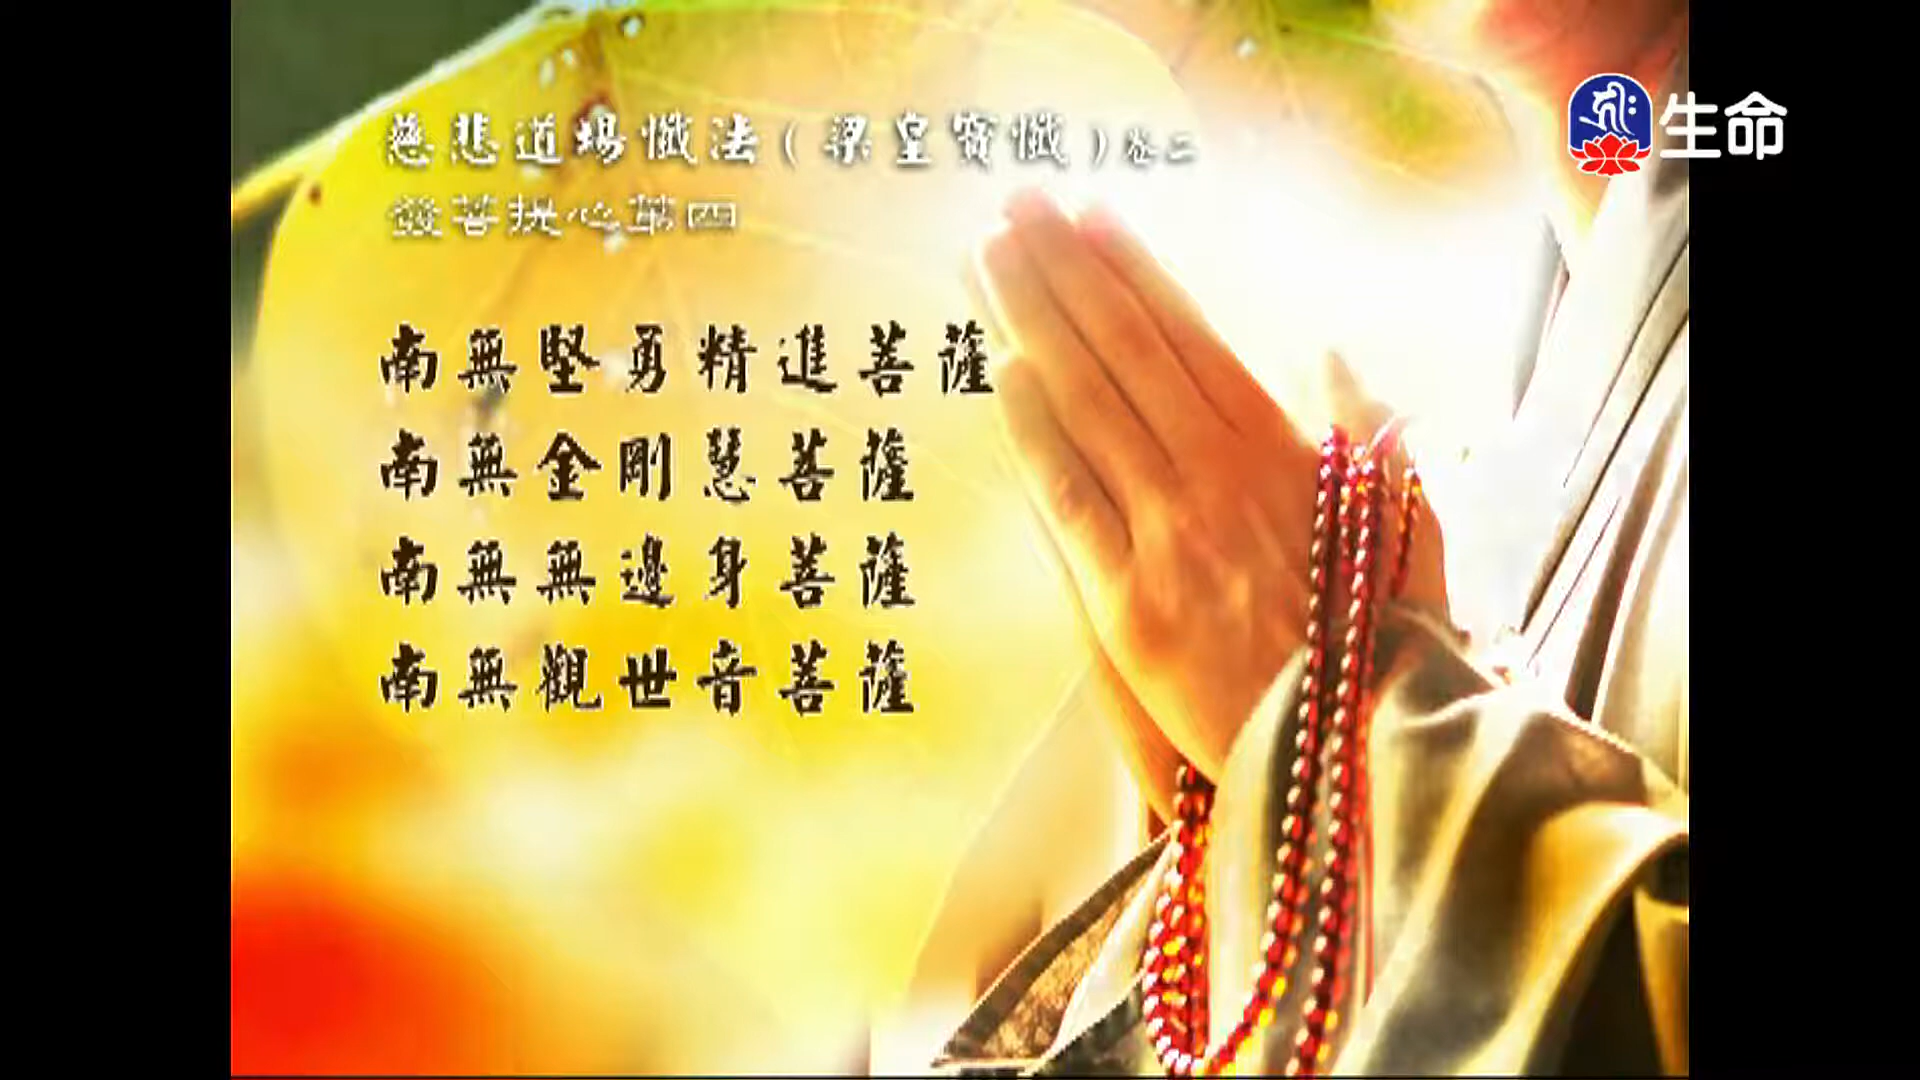 慈悲道場懺法(梁皇寶懺)卷二
發菩提心第四
南無堅勇精進菩薩
南無金剛慧菩薩
南無無邊身菩薩
南無觀世音菩薩
生命